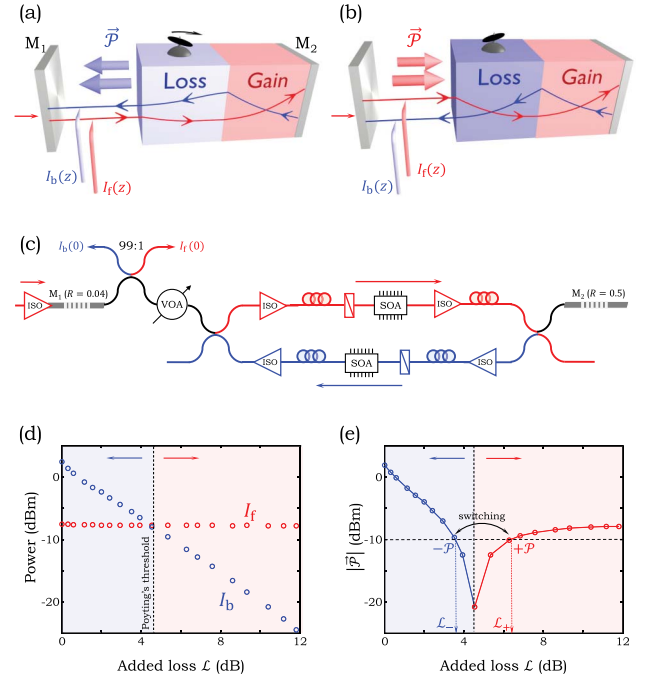 (a)
M1
P
M2
Loss
Gain
Ib(z)
If(z)
(b)
P
M1
M2
Loss
Gain
Ib(z)
If(z)
(c)
Ib(0)
99:1
If(0)
ISO
M1 (R = 0.04)
VOA
ISO
SOA
ISO
M2 (R = 0.5)
ISO
SOA
ISO
(d)
0
-10
-20
Power (dBm)
If
Ib
Poyting's threshold
0
4
8
12
Added loss ℒ (dB)
(e)
0
-10
-20
|P| (dBm)
switching
−P
+P
ℒ−
ℒ+
0
4
8
12
Added loss ℒ (dB)